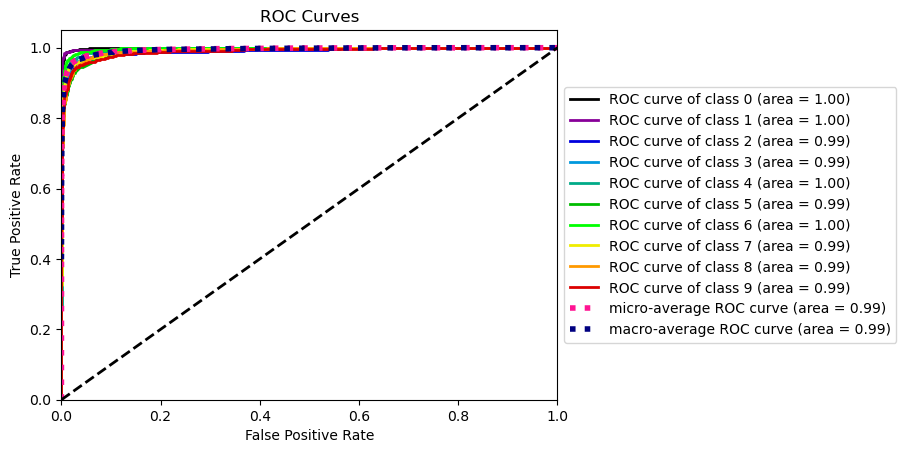 ROC Curves
True Positive Rate
1.0
0.8
0.6
0.4
0.2
0.0
0.0 0.2 0.4 0.6 0.8 1.0
False Positive Rate
ROC curve of class 0 (area = 1.00)
ROC curve of class 1 (area = 1.00)
ROC curve of class 2 (area = 0.99)
ROC curve of class 3 (area = 0.99)
ROC curve of class 4 (area = 1.00)
ROC curve of class 5 (area = 0.99)
ROC curve of class 6 (area = 1.00)
ROC curve of class 7 (area = 0.99)
ROC curve of class 8 (area = 0.99)
ROC curve of class 9 (area = 0.99)
micro-average ROC curve (area = 0.99)
macro-average ROC curve (area = 0.99)